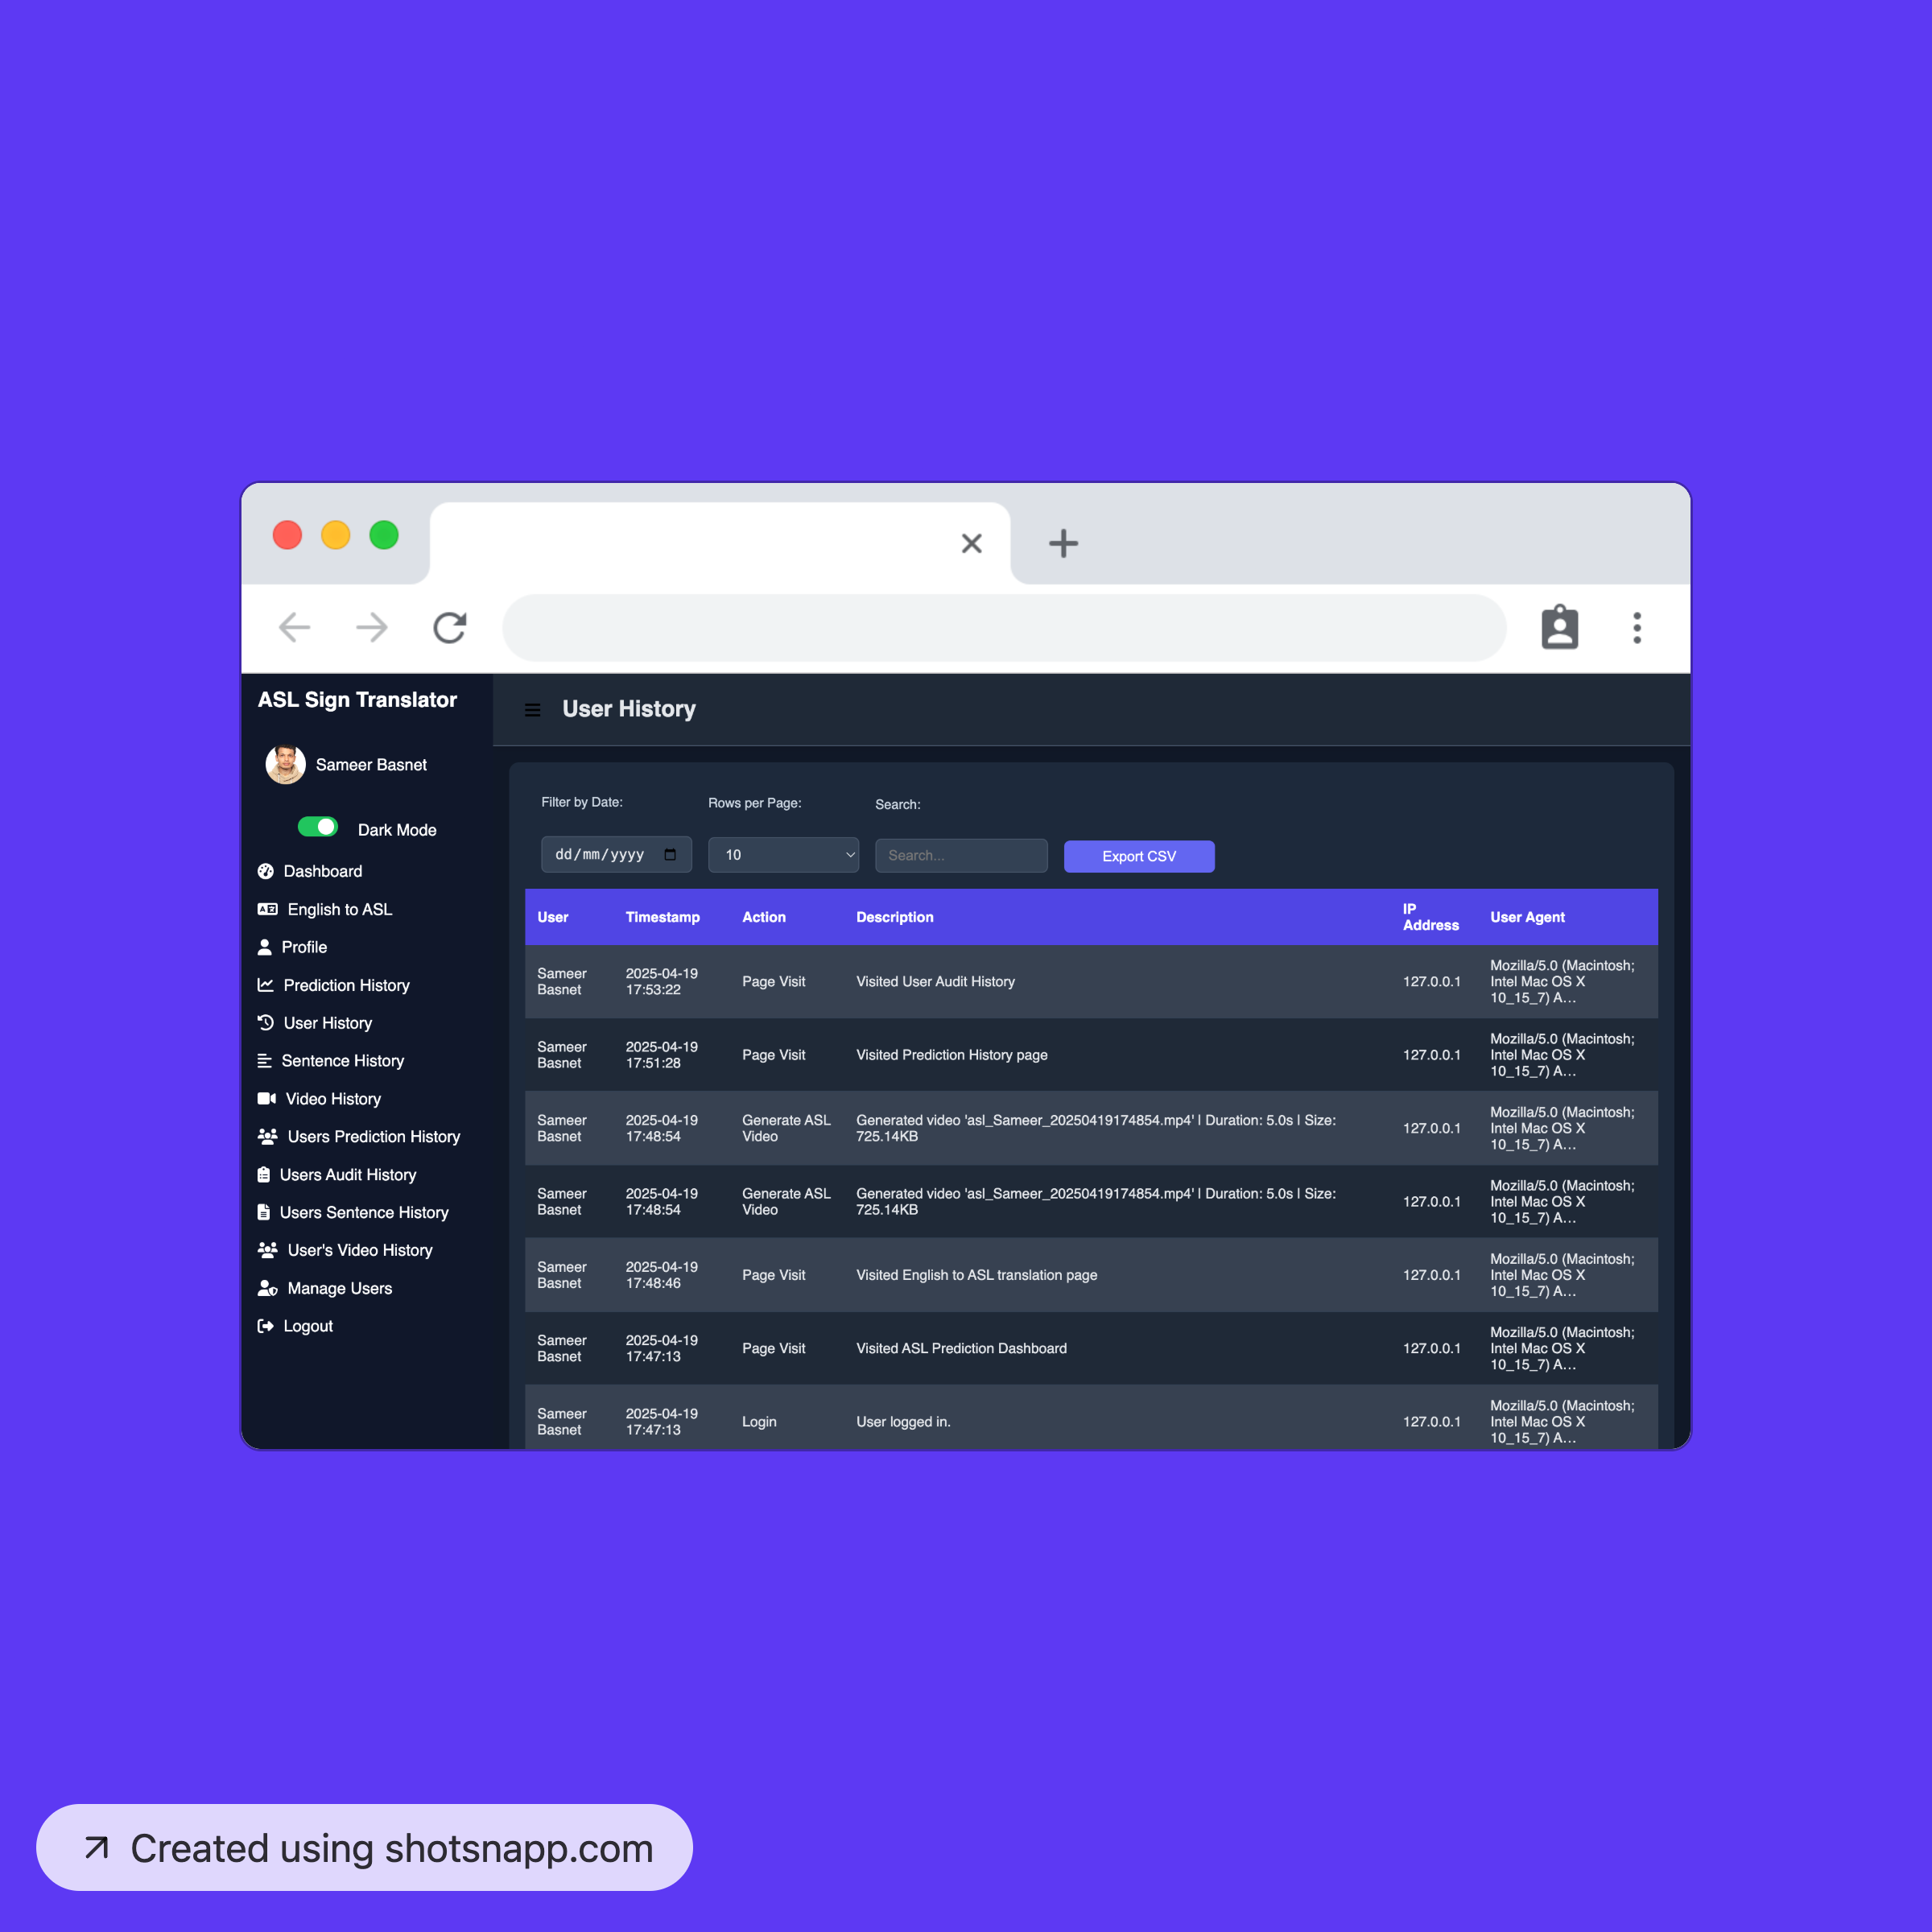 ASL Sign Translator
Sameer Basnet
Dark Mode
Dashboard
English to ASL
Profile
Prediction History
User History
Sentence History
Video History
Users Prediction History
Users Audit History
Users Sentence History
User's Video History
Manage Users
Logout
User History
Filter by Date:
Rows per Page:
Search:
dd/mm/yyyy
10
Search...
Export CSV
User
Timestamp
Action
Description
IP
Address
User Agent
Sameer
Basnet
2025-04-19
17:53:22
Page Visit
Visited User Audit History
127.0.0.1
Mozilla/5.0 (Macintosh;
Intel Mac OS X
10_15_7) A...
Sameer
Basnet
2025-04-19
17:51:28
Page Visit
Visited Prediction History page
127.0.0.1
Mozilla/5.0 (Macintosh;
Intel Mac OS X
10_15_7) A...
Sameer
Basnet
2025-04-19
17:48:54
Generate ASL
Video
Generated video 'asl_Sameer_20250419174854.mp4' | Duration: 5.0s | Size:
725.14KB
127.0.0.1
Mozilla/5.0 (Macintosh;
Intel Mac OS X
10_15_7) A...
Sameer
Basnet
2025-04-19
17:48:54
Generate ASL
Video
Generated video 'asl_Sameer_20250419174854.mp4' | Duration: 5.0s | Size:
725.14KB
127.0.0.1
Mozilla/5.0 (Macintosh;
Intel Mac OS X
10_15_7) A...
Sameer
Basnet
2025-04-19
17:48:46
Page Visit
Visited English to ASL translation page
127.0.0.1
Mozilla/5.0 (Macintosh;
Intel Mac OS X
10_15_7) A...
Sameer
Basnet
2025-04-19
17:47:13
Page Visit
Visited ASL Prediction Dashboard
127.0.0.1
Mozilla/5.0 (Macintosh;
Intel Mac OS X
10_15_7) A...
Sameer
Basnet
2025-04-19
17:47:13
Login
User logged in.
127.0.0.1
Mozilla/5.0 (Macintosh;
Intel Mac OS X
10_15_7) A...
Created using shotsnapp.com